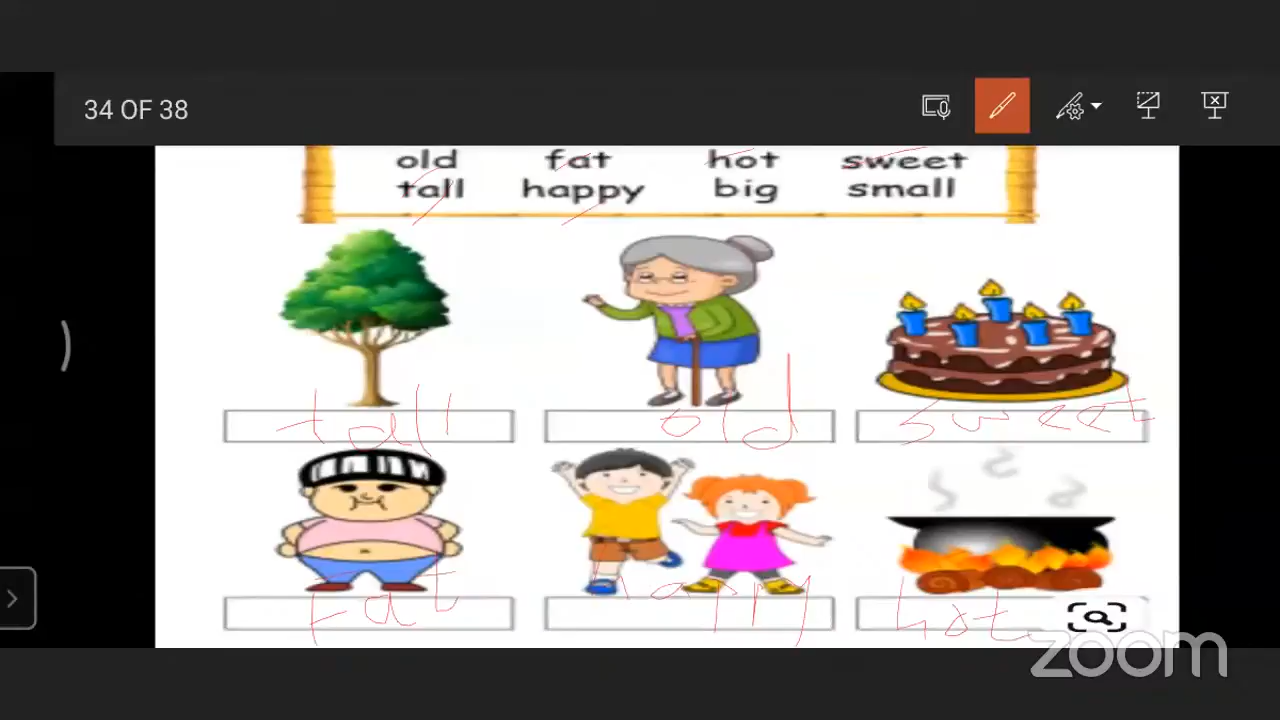 34 OF 38
old fat hot sweet
tall happy big small
tall old sweet
fat happy hot
zoom